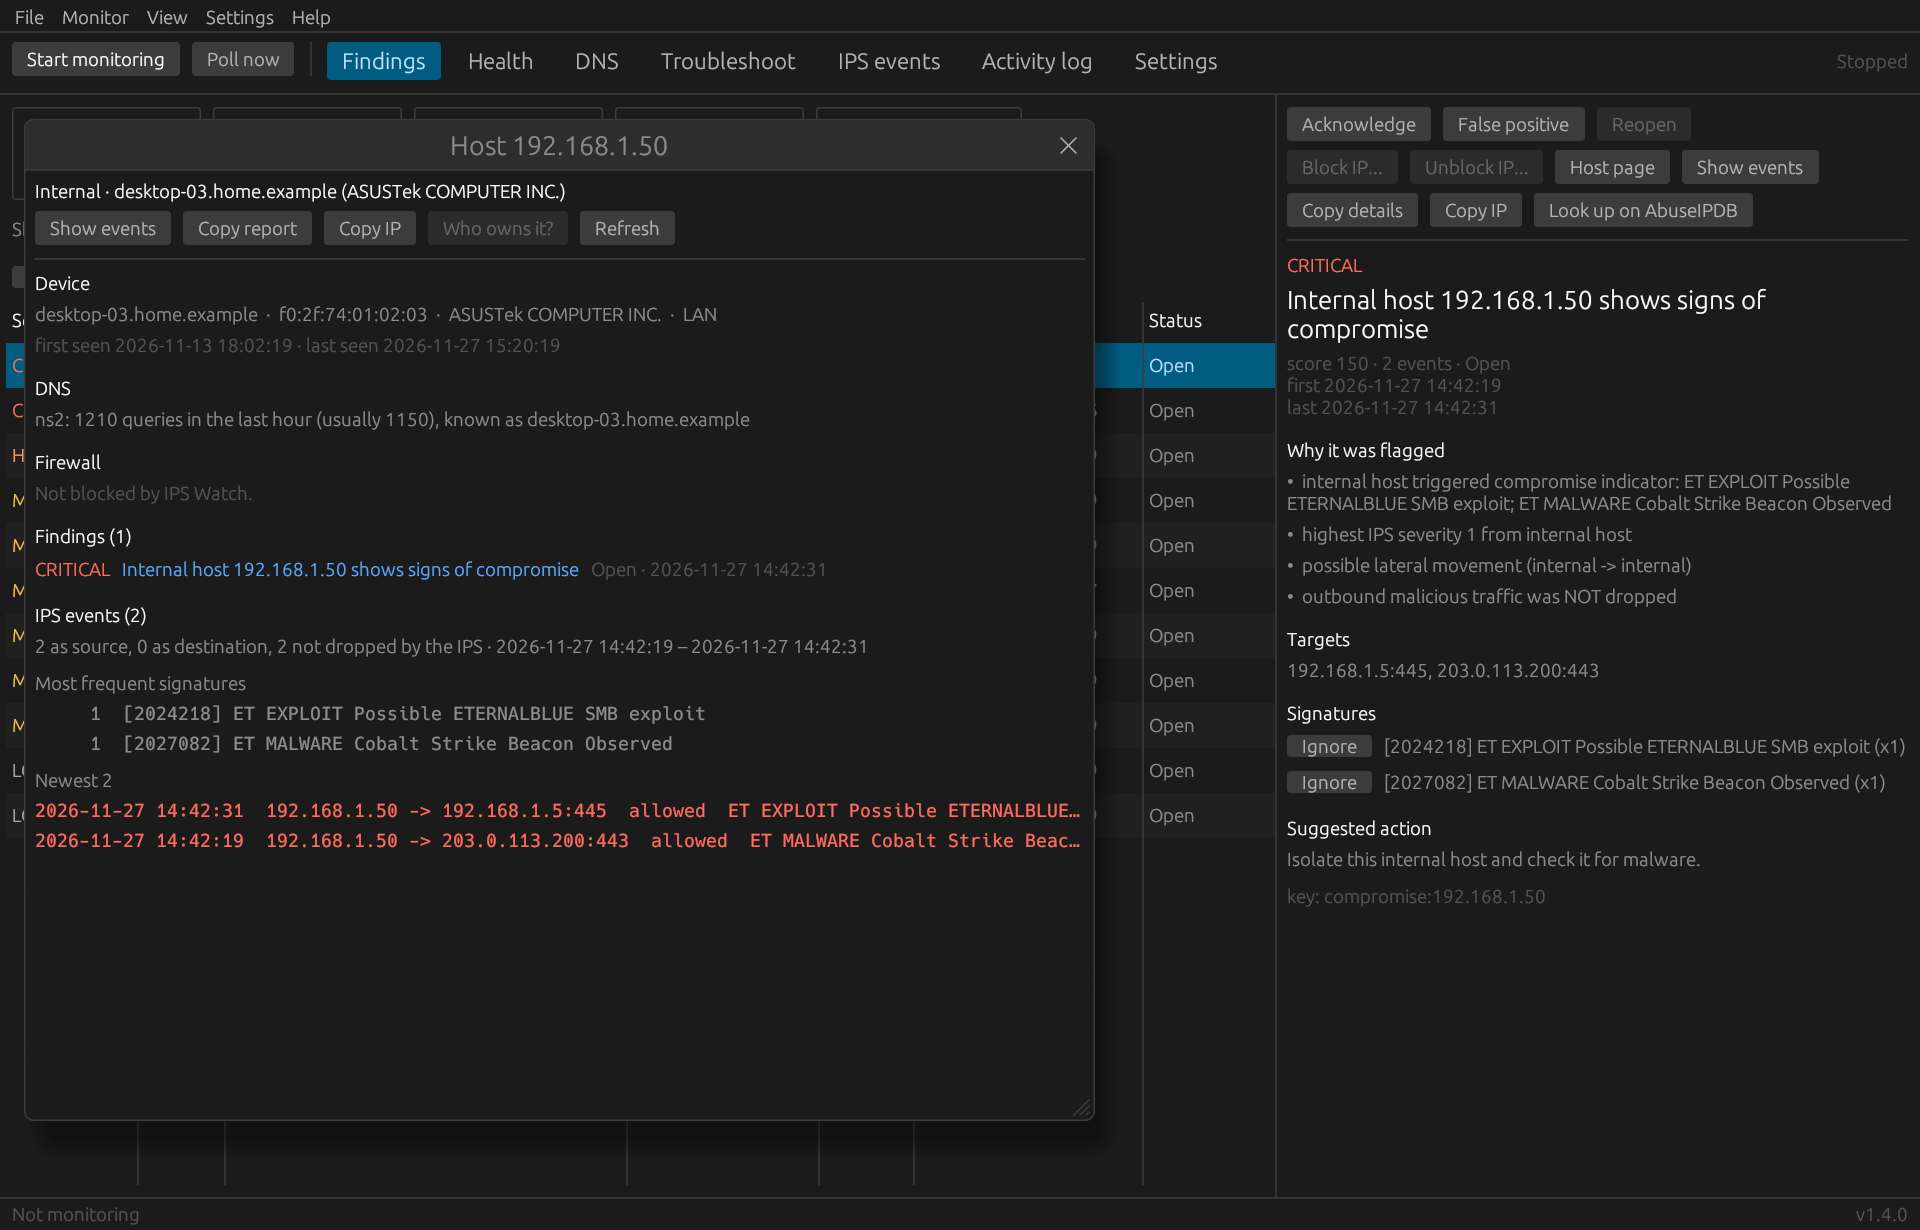 File Monitor View Settings Help
Start monitoring Poll now Findings Health DNS Troubleshoot IPS events Activity log Settings Stopped
Host 192.168.1.50
Internal · desktop-03.home.example (ASUSTek COMPUTER INC.)
Show events Copy report Copy IP Who owns it? Refresh
Device
desktop-03.home.example · f0:2f:74:01:02:03 · ASUSTek COMPUTER INC. · LAN
first seen 2026-11-13 18:02:19 · last seen 2026-11-27 15:20:19
DNS
ns2: 1210 queries in the last hour (usually 1150), known as desktop-03.home.example
Firewall
Not blocked by IPS Watch.
Findings (1)
CRITICAL Internal host 192.168.1.50 shows signs of compromise Open · 2026-11-27 14:42:31
IPS events (2)
2 as source, 0 as destination, 2 not dropped by the IPS · 2026-11-27 14:42:19 – 2026-11-27 14:42:31
Most frequent signatures
1 [2024218] ET EXPLOIT Possible ETERNALBLUE SMB exploit
1 [2027082] ET MALWARE Cobalt Strike Beacon Observed
Newest 2
2026-11-27 14:42:31 192.168.1.50 -> 192.168.1.5:445 allowed ET EXPLOIT Possible ETERNALBLUE…
2026-11-27 14:42:19 192.168.1.50 -> 203.0.113.200:443 allowed ET MALWARE Cobalt Strike Beac…
Status
Open
Open
Open
Open
Open
Open
Open
Open
Open
Open
Open
Acknowledge False positive Reopen
Block IP… Unblock IP… Host page Show events
Copy details Copy IP Look up on AbuseIPDB
CRITICAL
Internal host 192.168.1.50 shows signs of
compromise
score 150 · 2 events · Open
first 2026-11-27 14:42:19
last 2026-11-27 14:42:31
Why it was flagged
• internal host triggered compromise indicator: ET EXPLOIT Possible
ETERNALBLUE SMB exploit; ET MALWARE Cobalt Strike Beacon Observed
• highest IPS severity 1 from internal host
• possible lateral movement (internal -> internal)
• outbound malicious traffic was NOT dropped
Targets
192.168.1.5:445, 203.0.113.200:443
Signatures
Ignore [2024218] ET EXPLOIT Possible ETERNALBLUE SMB exploit (x1)
Ignore [2027082] ET MALWARE Cobalt Strike Beacon Observed (x1)
Suggested action
Isolate this internal host and check it for malware.
key: compromise:192.168.1.50
Not monitoring v1.4.0